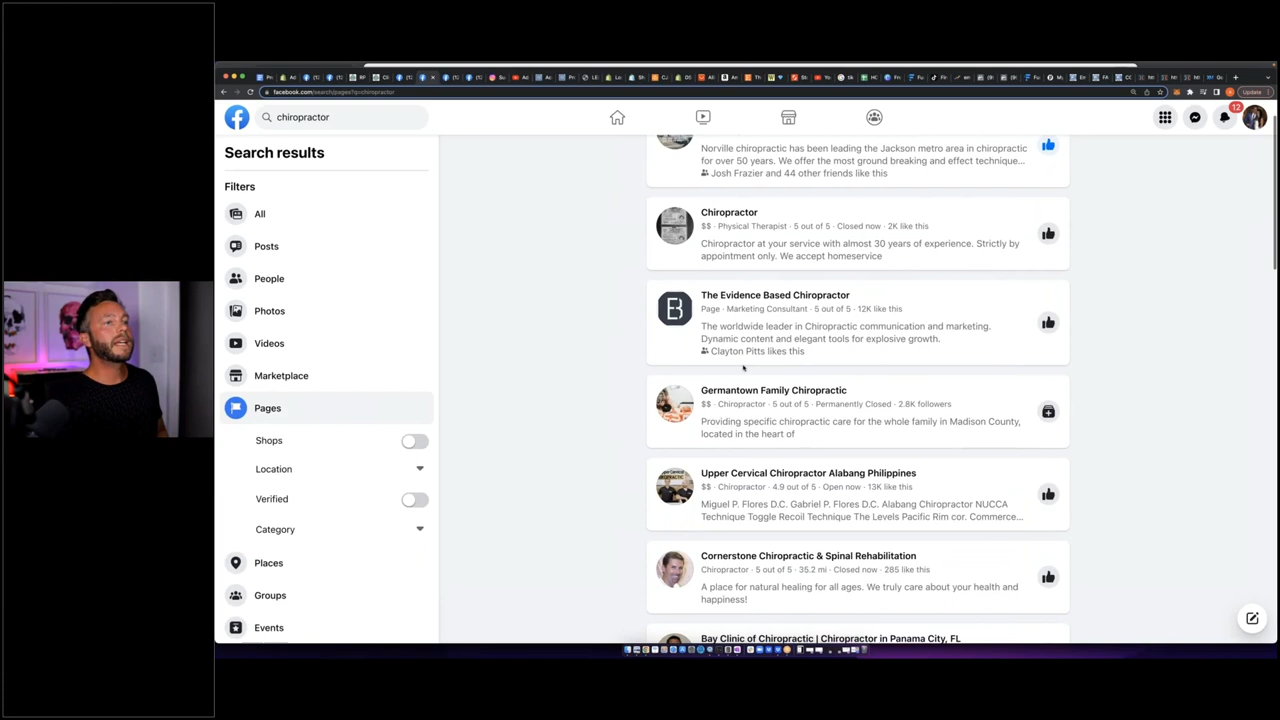 facebook.com/search/pages?q=chiropractor
Update
chiropractor
12
Search results
Filters
All
Posts
People
Photos
Videos
Marketplace
Pages
Shops
Location
Verified
Category
Places
Groups
Events
Norville chiropractic has been leading the Jackson metro area in chiropractic
for over 50 years. We offer the most ground breaking and effect technique...
Josh Frazier and 44 other friends like this
Chiropractor
$$ · Physical Therapist · 5 out of 5 · Closed now · 2K like this
Chiropractor at your service with almost 30 years of experience. Strictly by
appointment only. We accept homeservice
The Evidence Based Chiropractor
Page · Marketing Consultant · 5 out of 5 · 12K like this
The worldwide leader in Chiropractic communication and marketing.
Dynamic content and elegant tools for explosive growth.
Clayton Pitts likes this
Germantown Family Chiropractic
$$ · Chiropractor · 5 out of 5 · Permanently Closed · 2.8K followers
Providing specific chiropractic care for the whole family in Madison County,
located in the heart of
Upper Cervical Chiropractor Alabang Philippines
$$ · Chiropractor · 4.9 out of 5 · Open now · 13K like this
Miguel P. Flores D.C. Gabriel P. Flores D.C. Alabang Chiropractor NUCCA
Technique Toggle Recoil Technique The Levels Pacific Rim cor. Commerce...
Cornerstone Chiropractic & Spinal Rehabilitation
Chiropractor · 5 out of 5 · 35.2 mi · Closed now · 285 like this
A place for natural healing for all ages. We truly care about your health and
happiness!
Bay Clinic of Chiropractic | Chiropractor in Panama City, FL